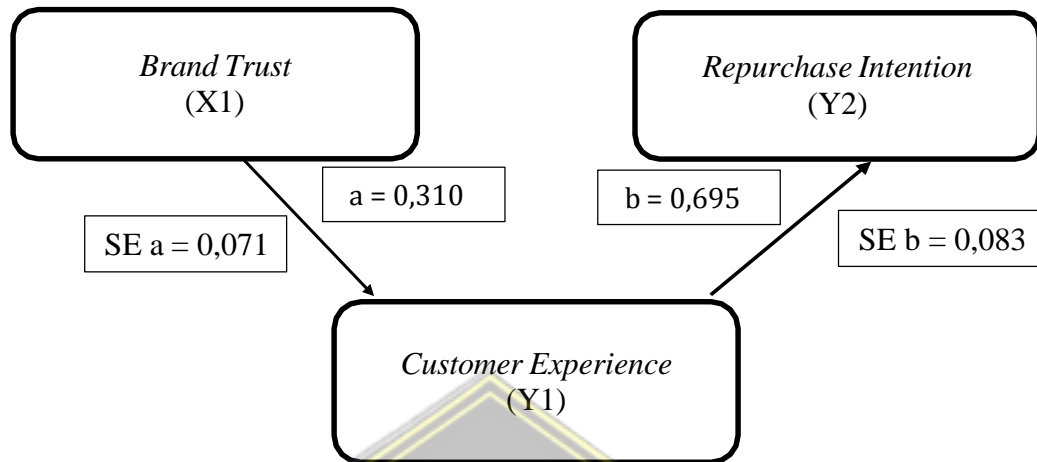 Brand Trust
(X1)
Repurchase Intention
(Y2)
a = 0,310
b = 0,695
SE a = 0,071
SE b = 0,083
Customer Experience
(Y1)